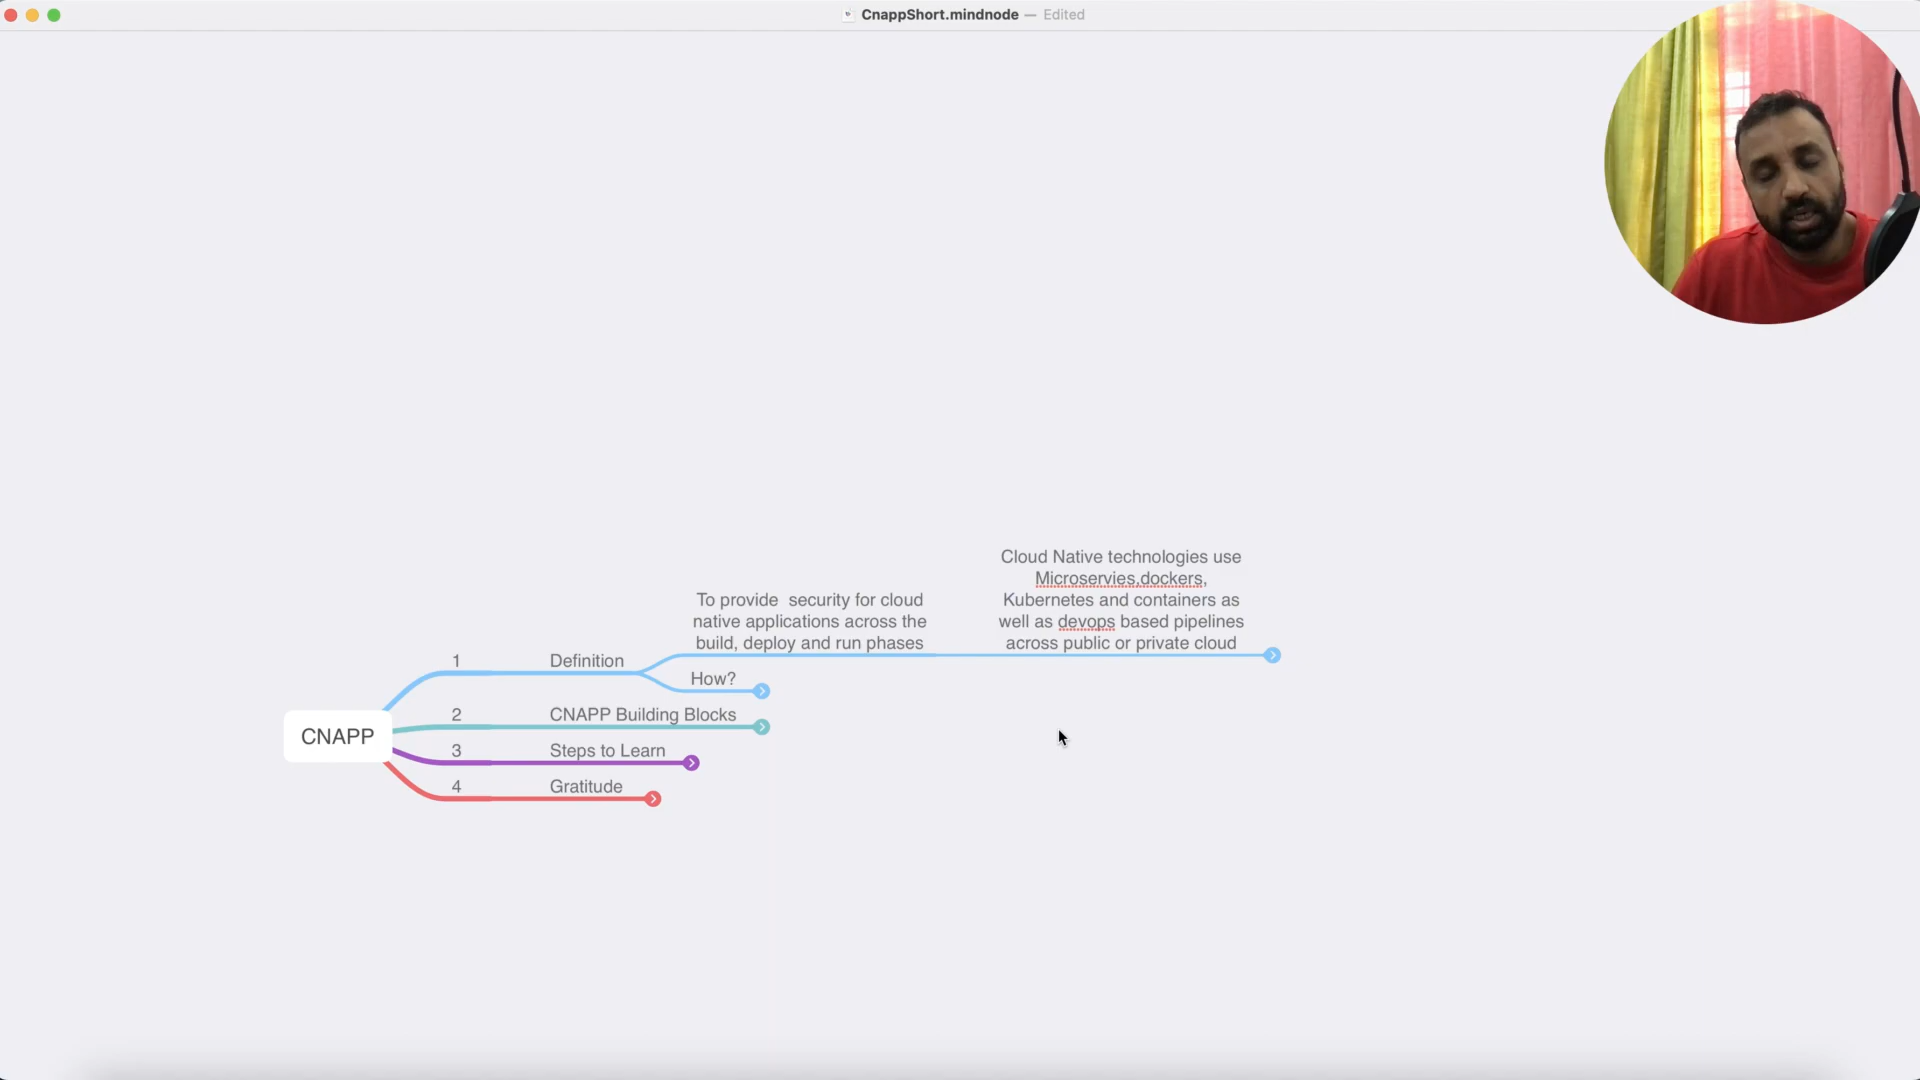 CnappShort.mindnode — Edited
Cloud Native technologies use
Microservies,dockers,
Kubernetes and containers as
well as devops based pipelines
across public or private cloud
To provide  security for cloud
native applications across the
build, deploy and run phases
1 Definition
How?
2 CNAPP Building Blocks
CNAPP
3 Steps to Learn
4 Gratitude